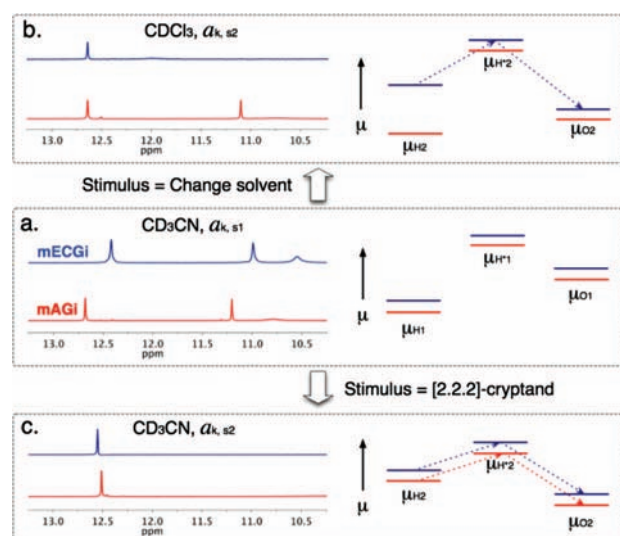 b.
CDCl₃, aₖ, ₛ₂
13.0 12.5 12.0 11.5 11.0 10.5
ppm
μ
μH2
μH*2
μO2
Stimulus = Change solvent
a.
CD₃CN, aₖ, ₛ₁
mECGi
mAGi
13.0 12.5 12.0 11.5 11.0 10.5
ppm
μ
μH1
μH*1
μO1
Stimulus = [2.2.2]-cryptand
c.
CD₃CN, aₖ, ₛ₂
13.0 12.5 12.0 11.5 11.0 10.5
ppm
μ
μH2
μH*2
μO2